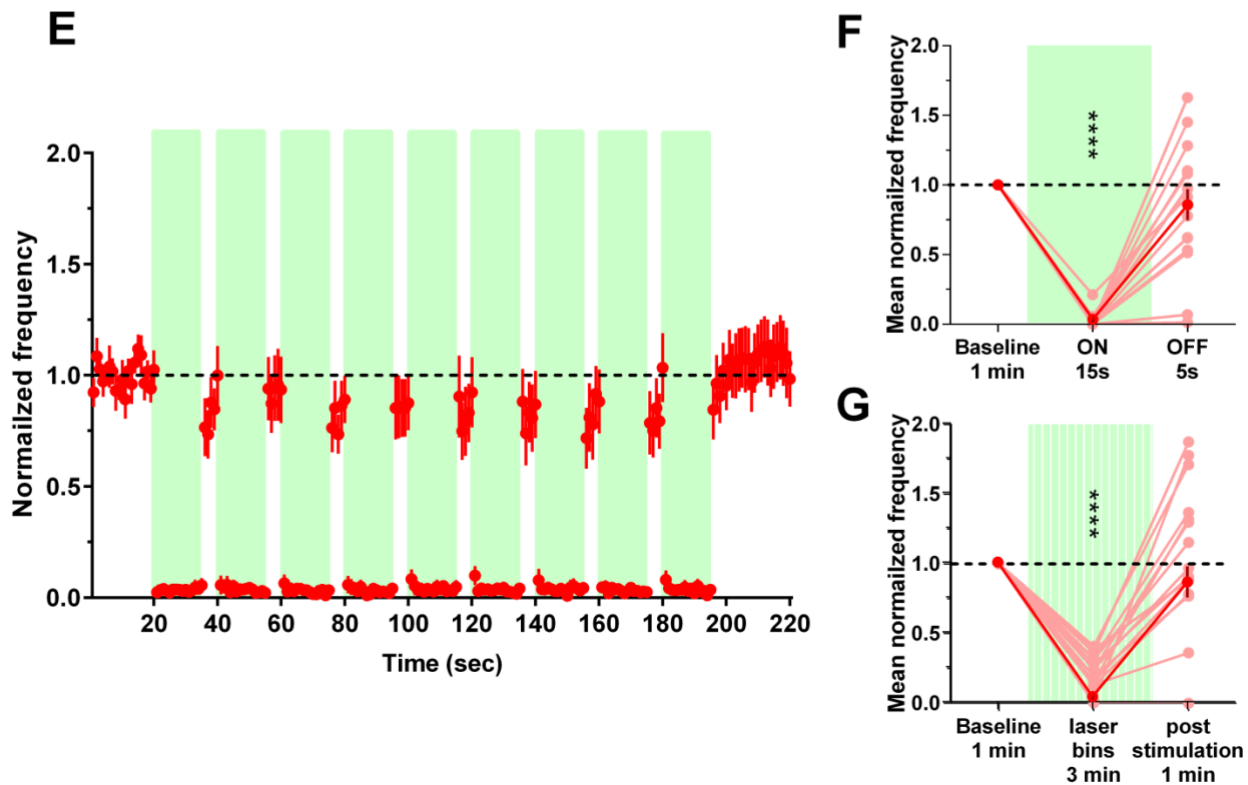 E
Normailzed frequency
2.0
1.5
1.0
0.5
0.0
20 40 60 80 100 120 140 160 180 200 220
Time (sec)
F
Mean normailzed frequency
2.0
1.5
1.0
0.5
0.0
****
Baseline ON OFF
1 min 15s 5s
G
Mean normalized frequency
2.0
1.5
1.0
0.5
0.0
****
Baseline laser post
1 min bins stimulation
3 min 1 min